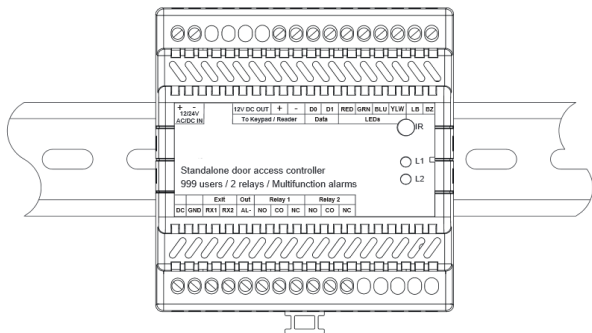 + - 12V DC OUT + - D0 D1 RED GRN BLU YLW LB BZ
12/24V
AC/DC IN
To Keypad / Reader Data LEDs
IR
L1
L2
Standalone door access controller
999 users / 2 relays / Multifunction alarms
Exit Out Relay 1 Relay 2
DC GND RX1 RX2 AL- NO CO NC NO CO NC